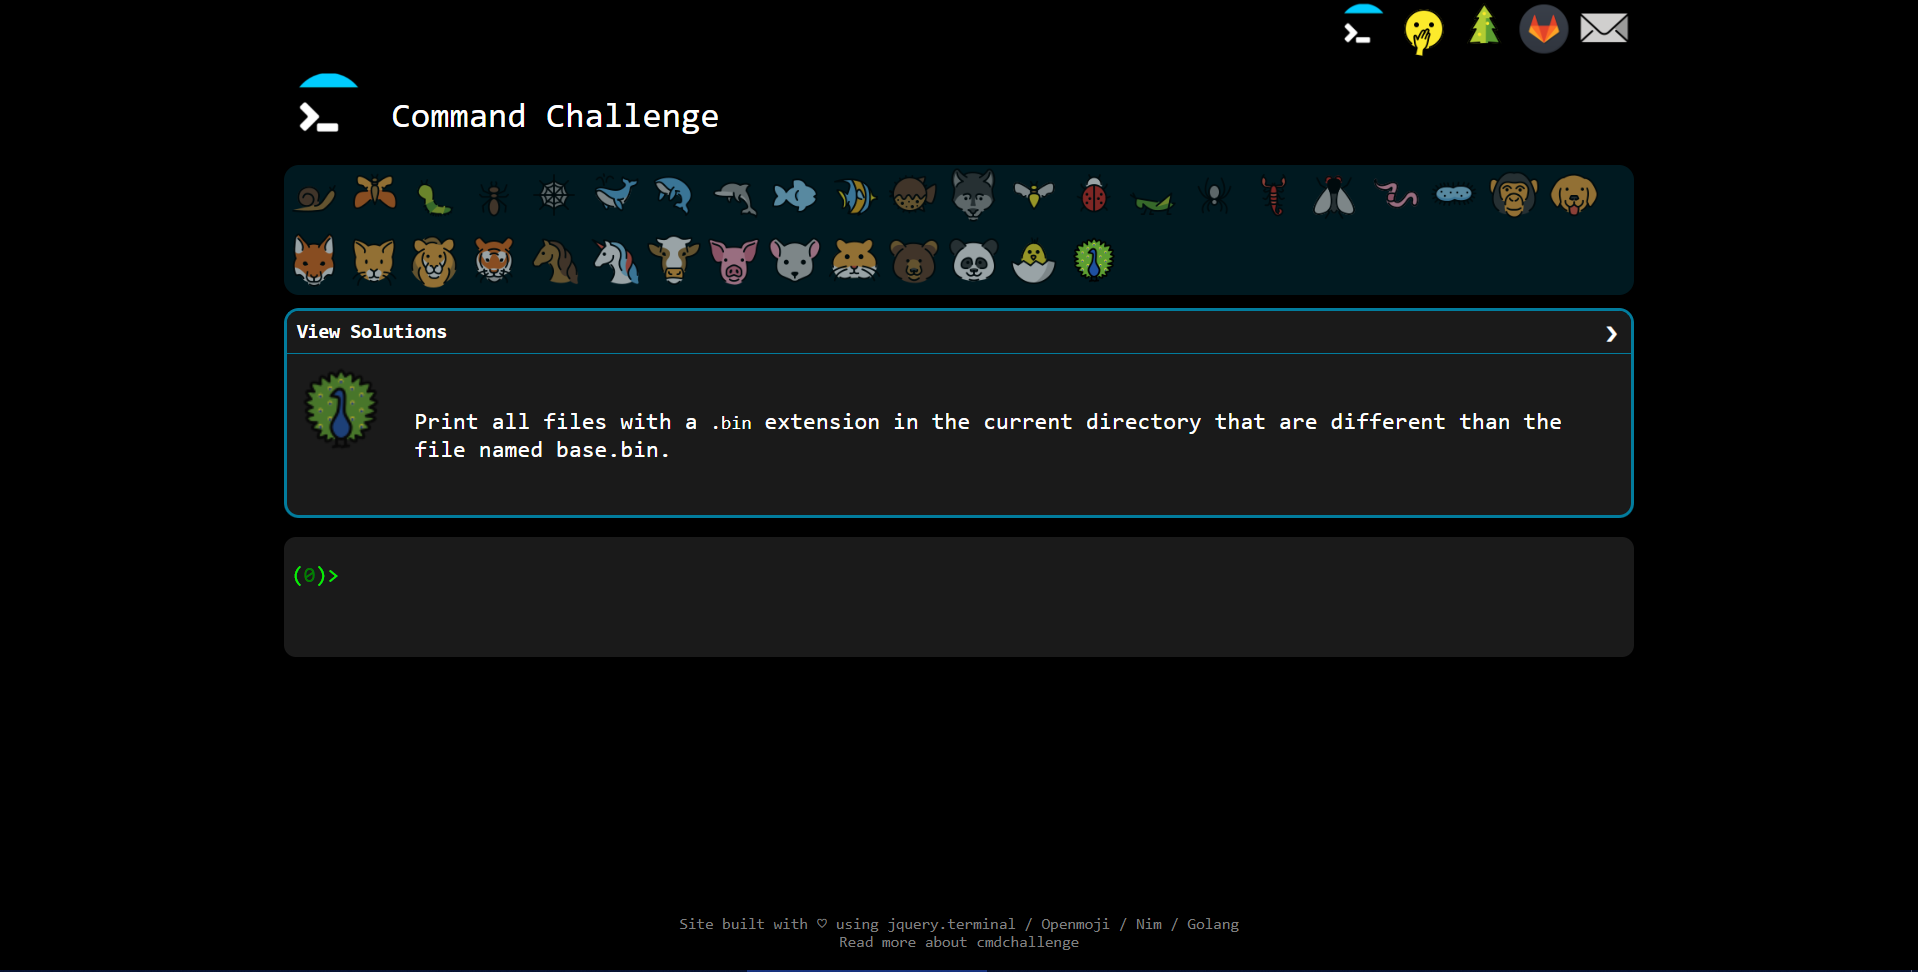 Command Challenge
View Solutions
Print all files with a .bin extension in the current directory that are different than the
file named base.bin.
(0)>
Site built with ♡ using jquery.terminal / Openmoji / Nim / Golang
Read more about cmdchallenge